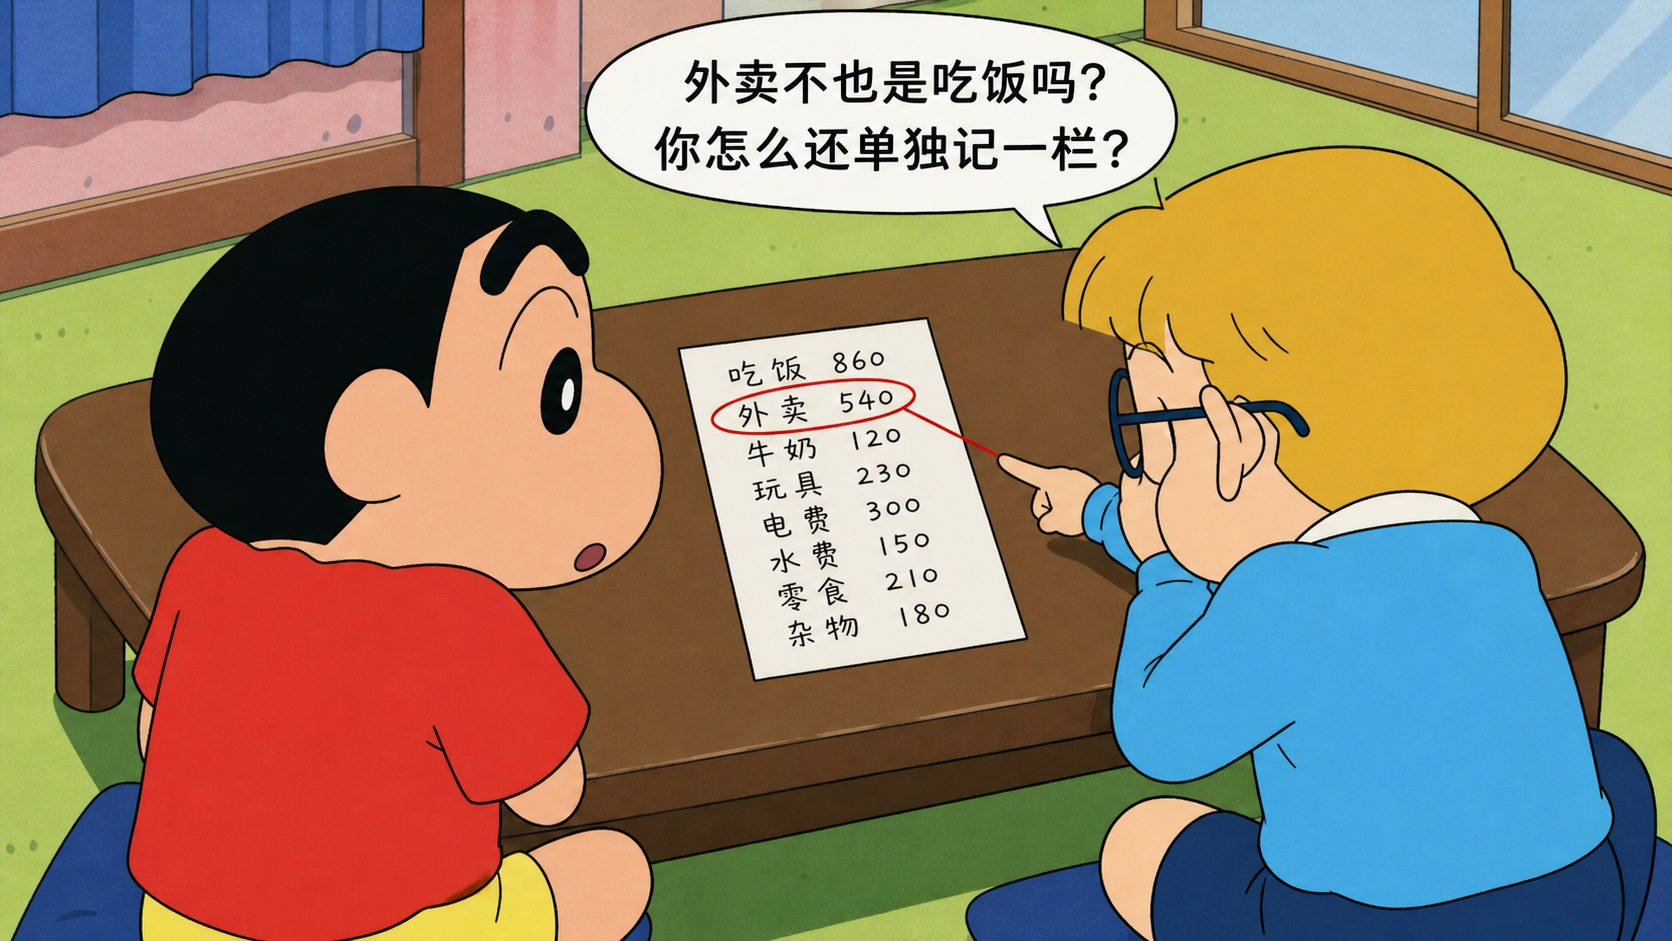 外卖不也是吃饭吗？
你怎么还单独记一栏？
吃饭 860
外卖 540
牛奶 120
玩具 230
电费 300
水费 150
零食 210
杂物 180